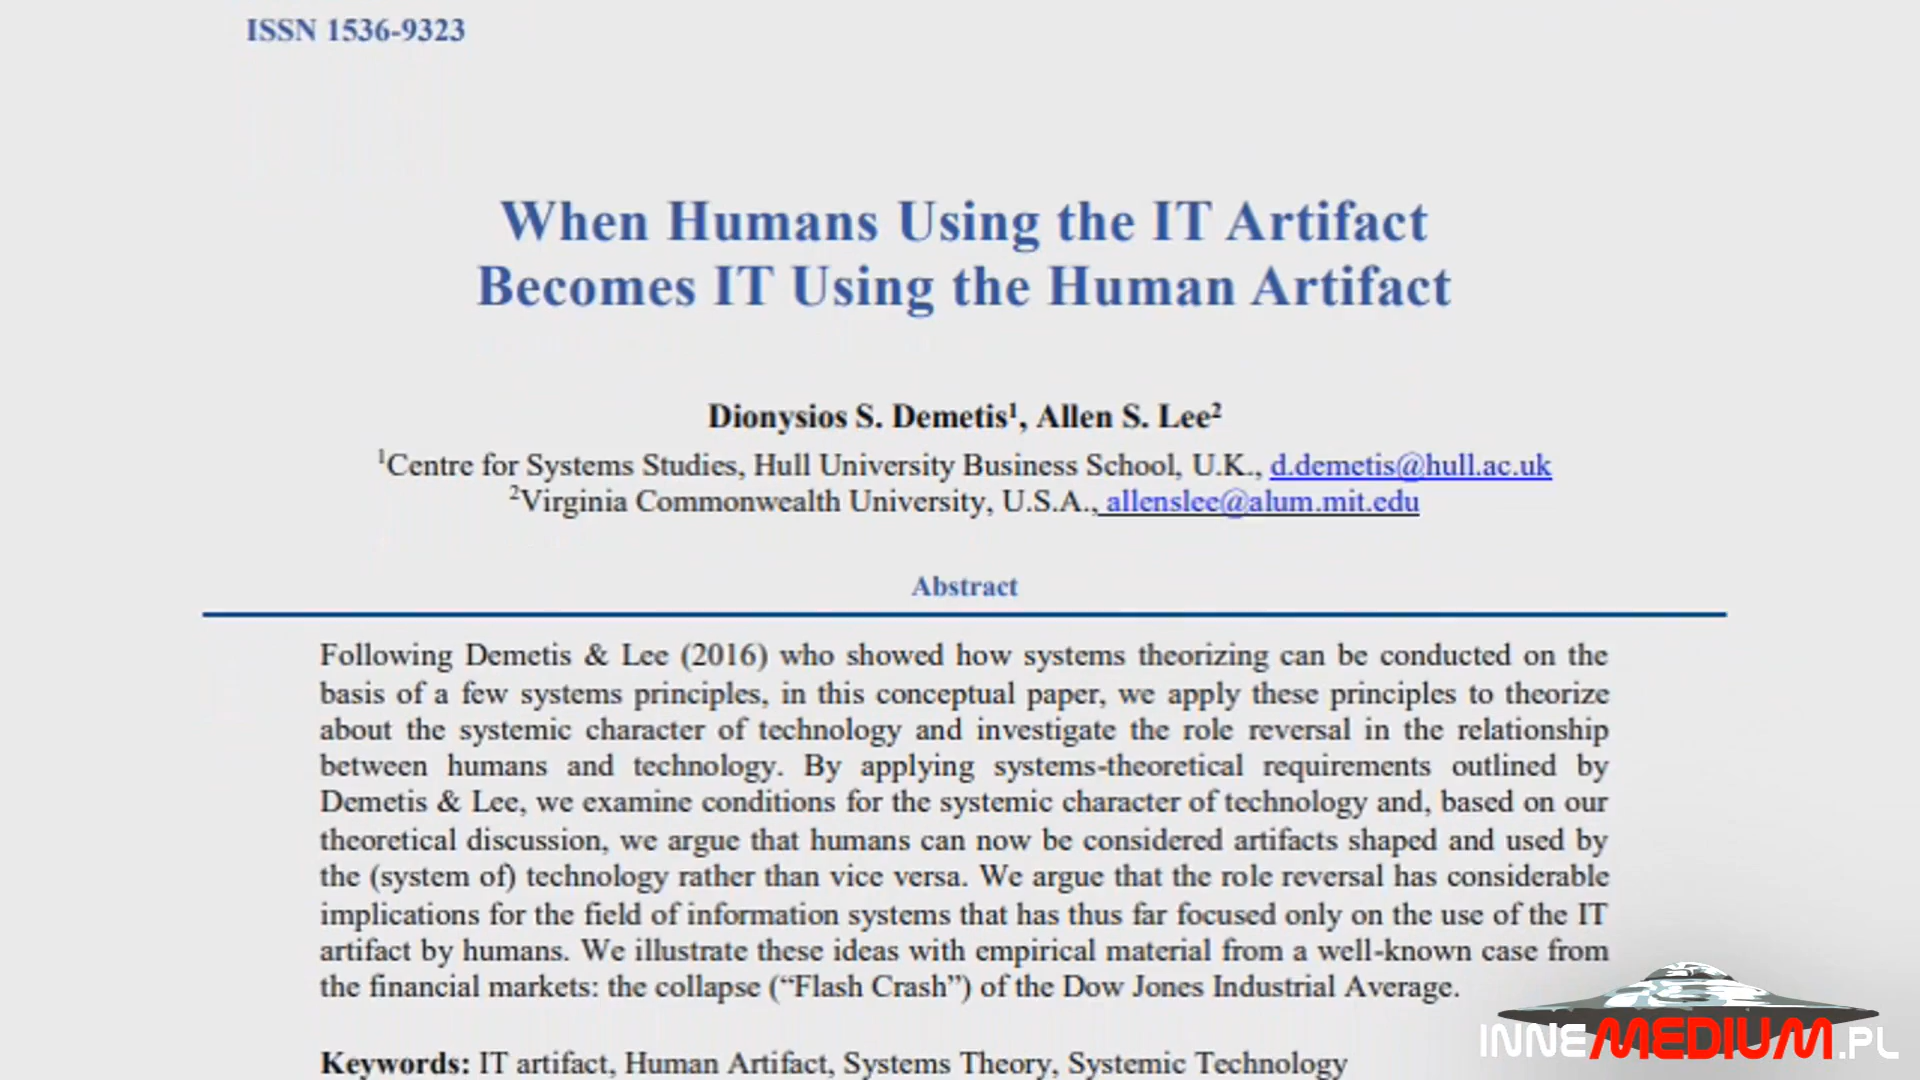 ISSN 1536-9323
When Humans Using the IT Artifact
Becomes IT Using the Human Artifact
Dionysios S. Demetis¹, Allen S. Lee²
¹Centre for Systems Studies, Hull University Business School, U.K., d.demetis@hull.ac.uk
²Virginia Commonwealth University, U.S.A., allenslee@alum.mit.edu
Abstract
Following Demetis & Lee (2016) who showed how systems theorizing can be conducted on the
basis of a few systems principles, in this conceptual paper, we apply these principles to theorize
about the systemic character of technology and investigate the role reversal in the relationship
between humans and technology. By applying systems-theoretical requirements outlined by
Demetis & Lee, we examine conditions for the systemic character of technology and, based on our
theoretical discussion, we argue that humans can now be considered artifacts shaped and used by
the (system of) technology rather than vice versa. We argue that the role reversal has considerable
implications for the field of information systems that has thus far focused only on the use of the IT
artifact by humans. We illustrate these ideas with empirical material from a well-known case from
the financial markets: the collapse (“Flash Crash”) of the Dow Jones Industrial Average.
Keywords: IT artifact, Human Artifact, Systems Theory, Systemic Technology
INNEMEDIUM.PL